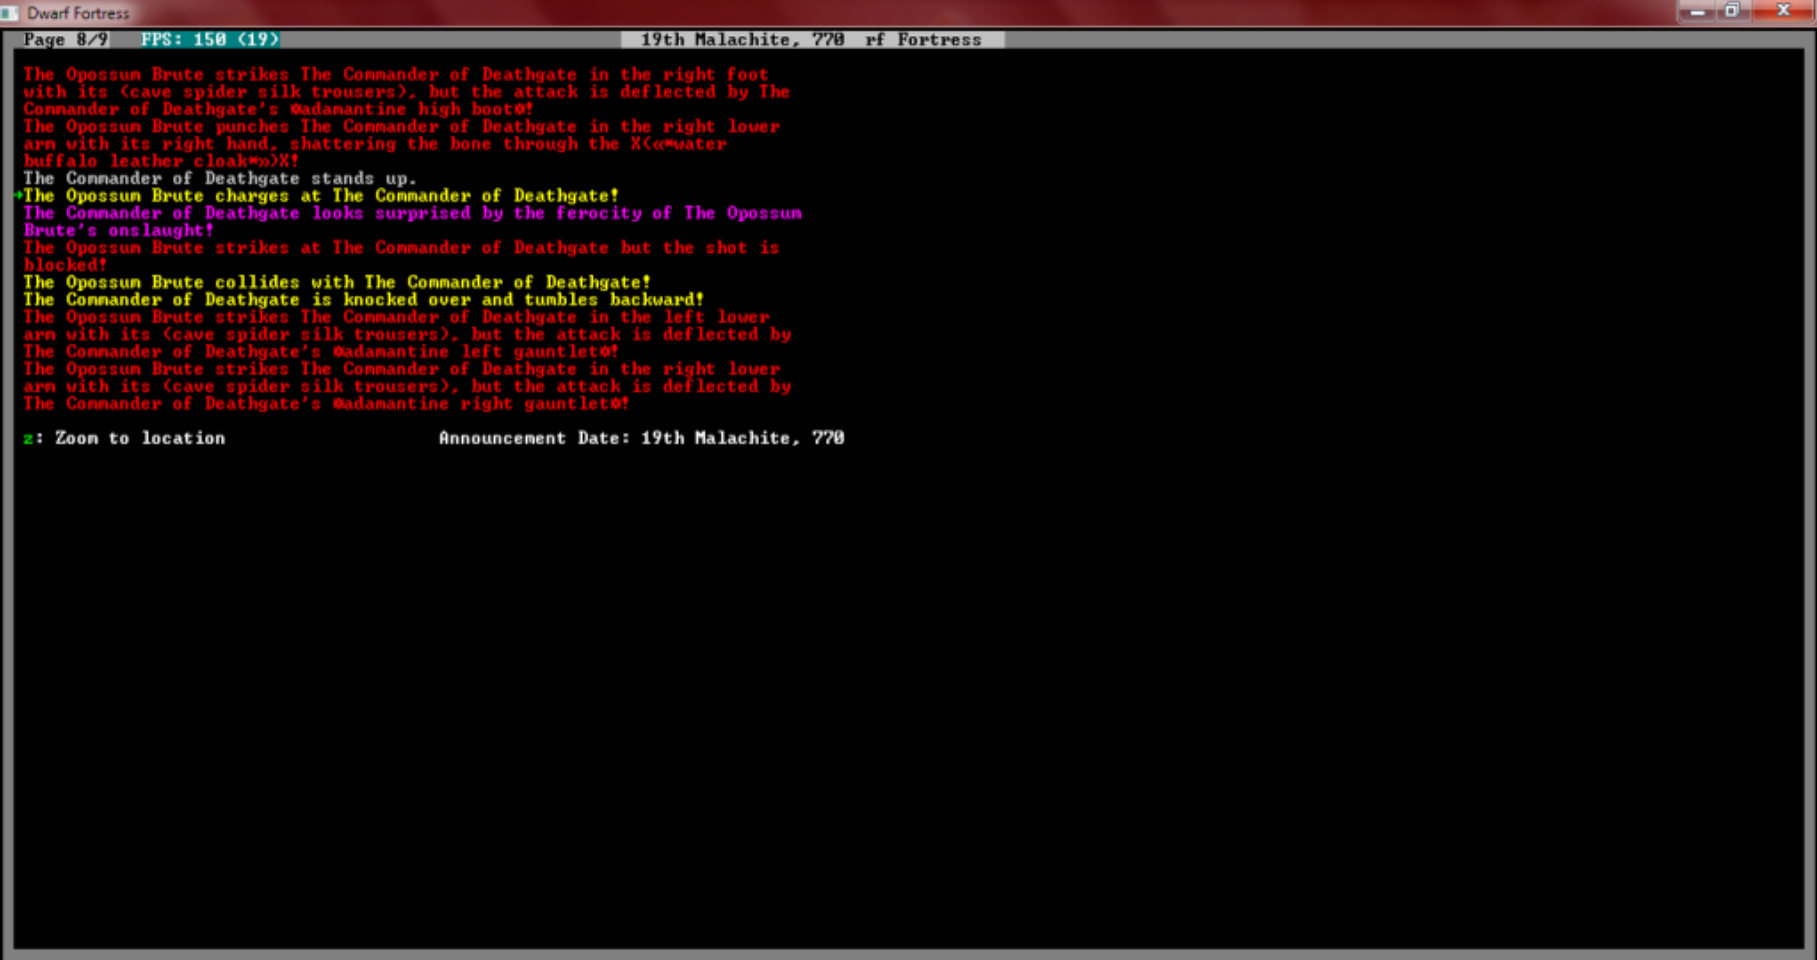 Dwarf Fortress
Page 8/9 FPS: 150 (19) 19th Malachite, 770 rf Fortress
The Opossum Brute strikes The Commander of Deathgate in the right foot
with its (cave spider silk trousers), but the attack is deflected by The
Commander of Deathgate's ☼adamantine high boot☼!
The Opossum Brute punches The Commander of Deathgate in the right lower
arm with its right hand, shattering the bone through the X(«*water
buffalo leather cloak*»)X!
The Commander of Deathgate stands up.
The Opossum Brute charges at The Commander of Deathgate!
The Commander of Deathgate looks surprised by the ferocity of The Opossum
Brute's onslaught!
The Opossum Brute strikes at The Commander of Deathgate but the shot is
blocked!
The Opossum Brute collides with The Commander of Deathgate!
The Commander of Deathgate is knocked over and tumbles backward!
The Opossum Brute strikes The Commander of Deathgate in the left lower
arm with its (cave spider silk trousers), but the attack is deflected by
The Commander of Deathgate's ☼adamantine left gauntlet☼!
The Opossum Brute strikes The Commander of Deathgate in the right lower
arm with its (cave spider silk trousers), but the attack is deflected by
The Commander of Deathgate's ☼adamantine right gauntlet☼!
z: Zoom to location Announcement Date: 19th Malachite, 770